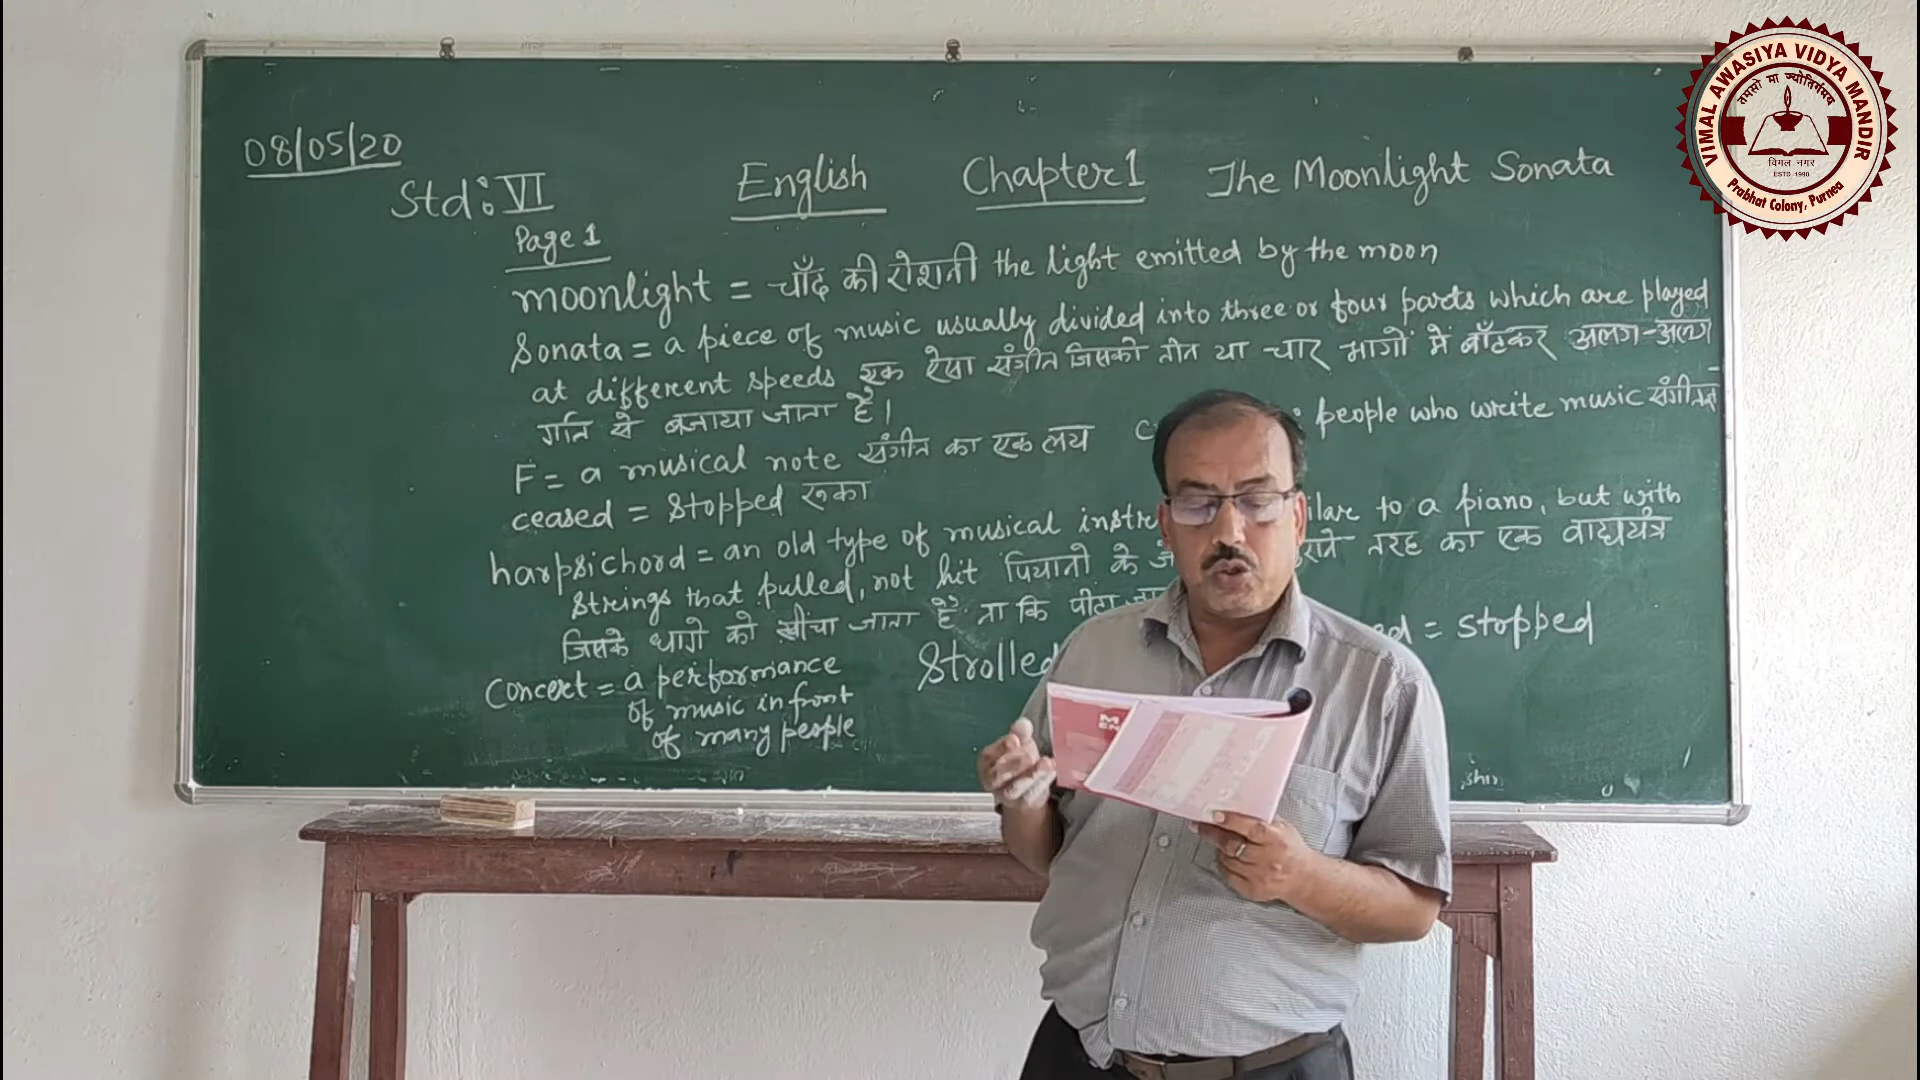 08/05/20
Std: VI English Chapter 1 The Moonlight Sonata
Page 1
moonlight = चाँद की रोशनी the light emitted by the moon
Sonata = a piece of music usually divided into three or four parts which are played
at different speeds एक ऐसा संगीत जिसको तीन या चार भागों में बाँटकर अलग-अलग
गति से बजाया जाता है।
F = a musical note संगीत का एक लय people who write music
ceased = stopped रूका
harpsichord = an old type of musical to a piano, but with
strings that pulled, not hit पियानो के तरह का एक वाद्ययंत्र
जिसके धागे को खींचा जाता है ना कि पीटा
Concert = a performance
of music in front
of many people
Strolled = stopped
VIMAL AWASIYA VIDYA MANDIR
तमसो मा ज्योतिर्गमय
विमल नगर
ESTD. 1990
Prabhat Colony, Purnea